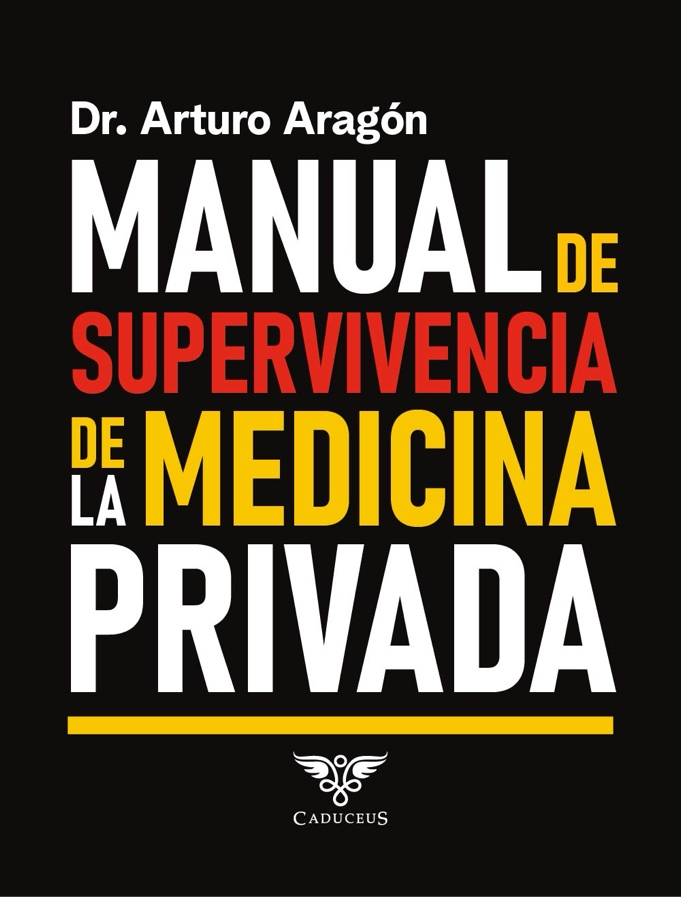 Dr. Arturo Aragón
MANUAL DE
SUPERVIVENCIA
DE LA MEDICINA
PRIVADA
CADUCEUS